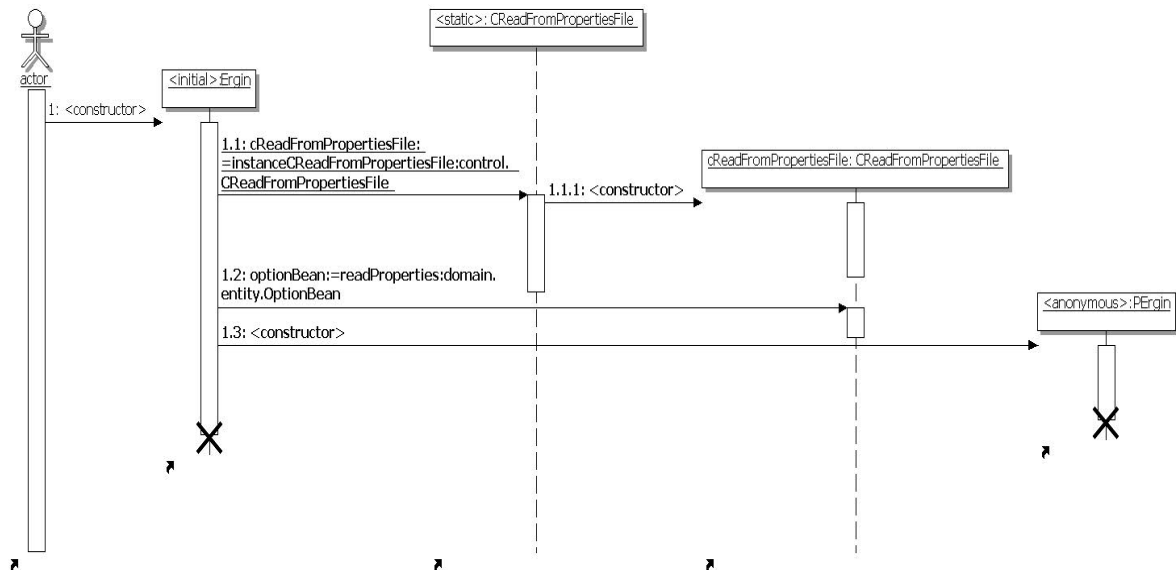 <static>: CReadFromPropertiesFile
actor
<initial>:Ergin
1: <constructor>
1.1: cReadFromPropertiesFile:
=instanceCReadFromPropertiesFile:control.
CReadFromPropertiesFile
1.1.1: <constructor>
cReadFromPropertiesFile: CReadFromPropertiesFile
1.2: optionBean:=readProperties:domain.
entity.OptionBean
1.3: <constructor>
<anonymous>:PErgin